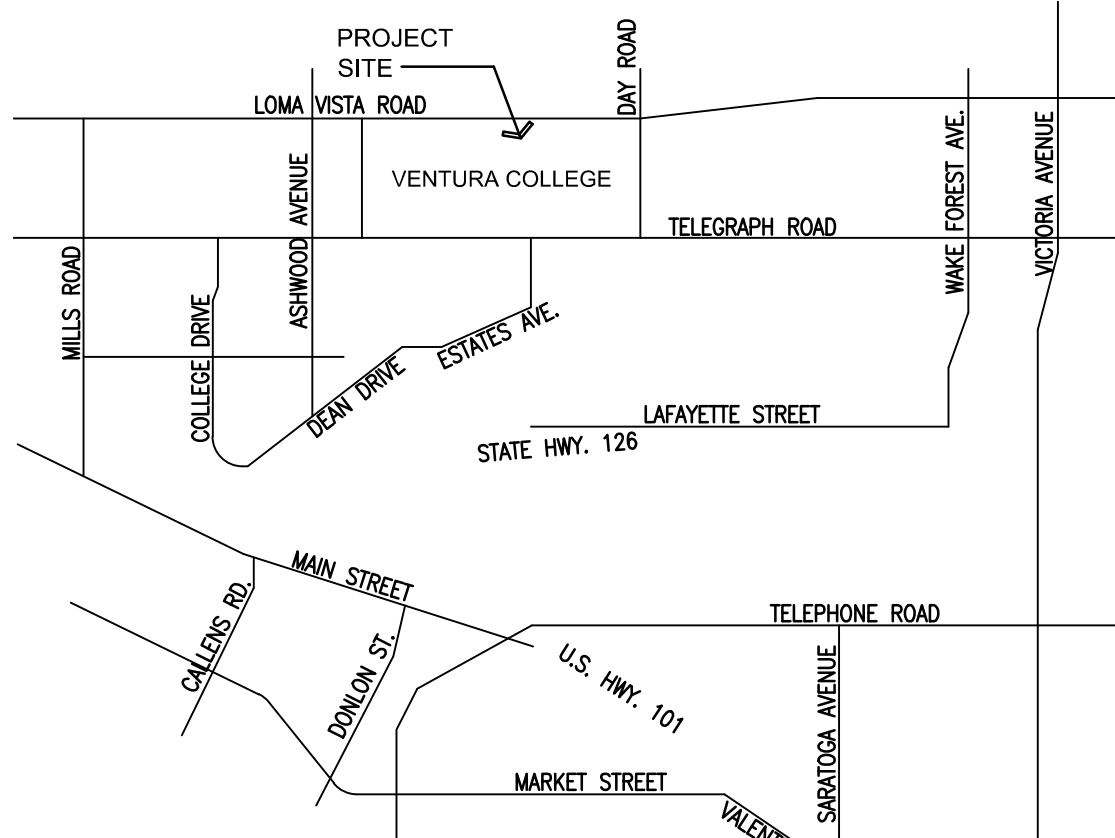 PROJECT
SITE
DAY ROAD
LOMA VISTA ROAD
WAKE FOREST AVE.
VICTORIA AVENUE
VENTURA COLLEGE
ASHWOOD AVENUE
TELEGRAPH ROAD
MILLS ROAD
COLLEGE DRIVE
ESTATES AVE.
DEAN DRIVE
LAFAYETTE STREET
STATE HWY. 126
MAIN STREET
CALLENS RD.
TELEPHONE ROAD
DONLON ST.
U.S. HWY. 101
SARATOGA AVENUE
MARKET STREET